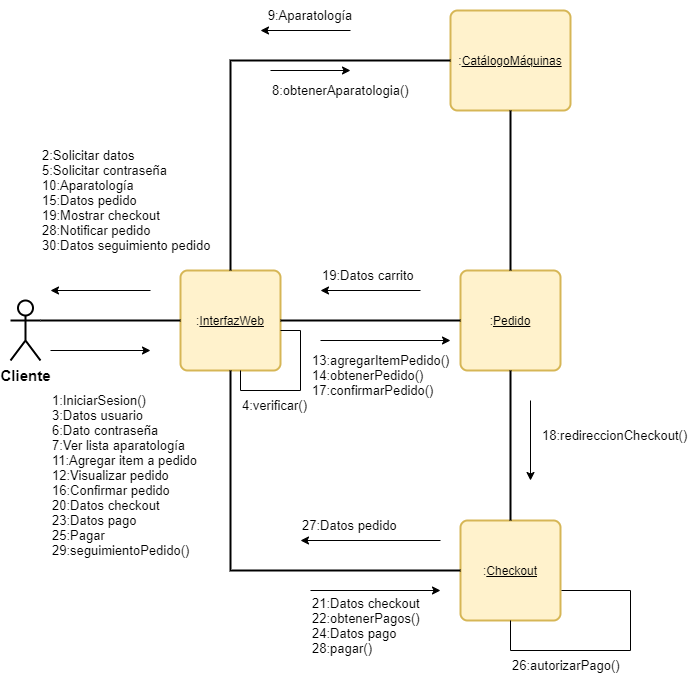 9:Aparatología
:CatálogoMáquinas
8:obtenerAparatologia()
2:Solicitar datos
5:Solicitar contraseña
10:Aparatología
15:Datos pedido
19:Mostrar checkout
28:Notificar pedido
30:Datos seguimiento pedido
19:Datos carrito
:InterfazWeb
:Pedido
Cliente
13:agregarItemPedido()
14:obtenerPedido()
17:confirmarPedido()
4:verificar()
1:IniciarSesion()
3:Datos usuario
6:Dato contraseña
7:Ver lista aparatología
11:Agregar item a pedido
12:Visualizar pedido
16:Confirmar pedido
20:Datos checkout
23:Datos pago
25:Pagar
29:seguimientoPedido()
18:redireccionCheckout()
27:Datos pedido
:Checkout
21:Datos checkout
22:obtenerPagos()
24:Datos pago
28:pagar()
26:autorizarPago()